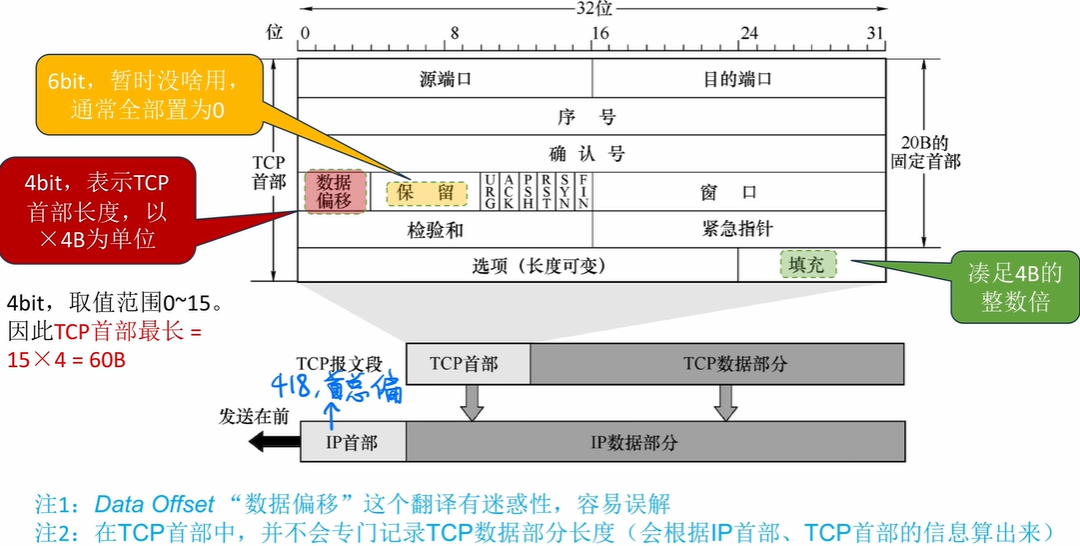 32位
位 0 8 16 24 31
6bit，暂时没啥用，
通常全部置为0
源端口 目的端口
序 号
确 认 号
TCP
首部
20B的
固定首部
4bit，表示TCP
首部长度，以
×4B为单位
数据
偏移
保 留
URG
ACK
PSH
RST
SYN
FIN
窗 口
检验和 紧急指针
选项（长度可变） 填充
凑足4B的
整数倍
4bit，取值范围0~15。
因此TCP首部最长 =
15×4 = 60B
TCP报文段 TCP首部 TCP数据部分
418，首总偏
发送在前
IP首部 IP数据部分
注1：Data Offset “数据偏移”这个翻译有迷惑性，容易误解
注2：在TCP首部中，并不会专门记录TCP数据部分长度（会根据IP首部、TCP首部的信息算出来）